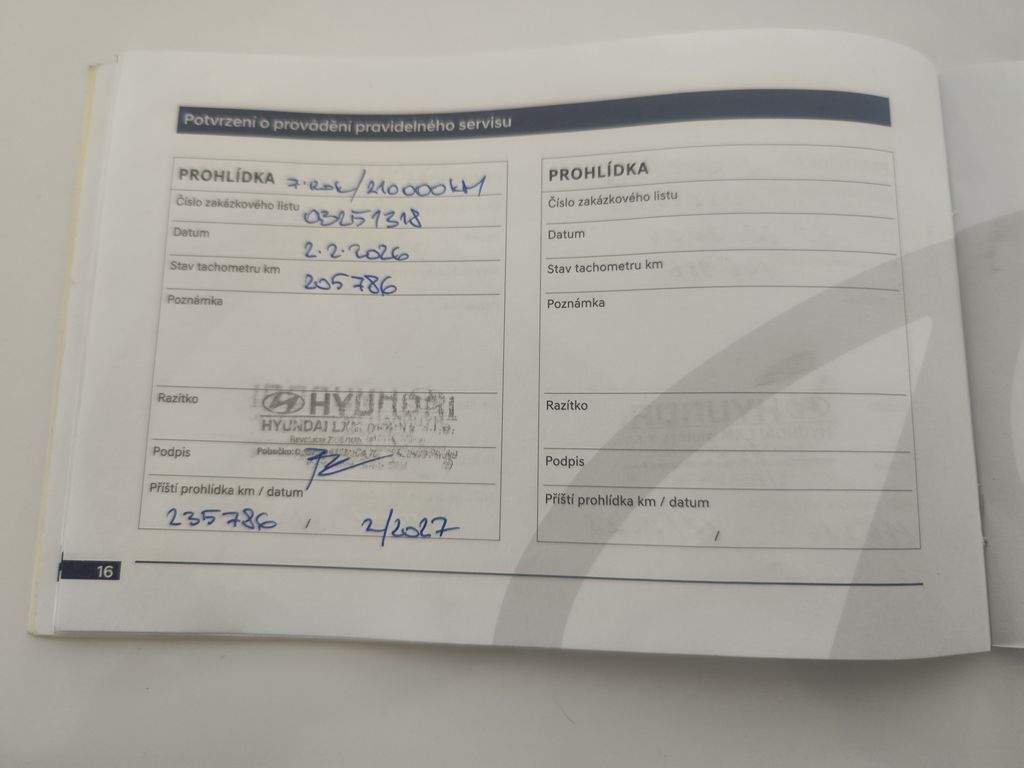 Potvrzení o provádění pravidelného servisu
PROHLÍDKA 7. ROK/210000KM
Číslo zakázkového listu 03251318
Datum 2.2.2026
Stav tachometru km 205786
Poznámka
Razítko HYUNDAI
HYUNDAI
Podpis
Příští prohlídka km / datum
235786 / 2/2027
PROHLÍDKA
Číslo zakázkového listu
Datum
Stav tachometru km
Poznámka
Razítko
Podpis
Příští prohlídka km / datum
/
16